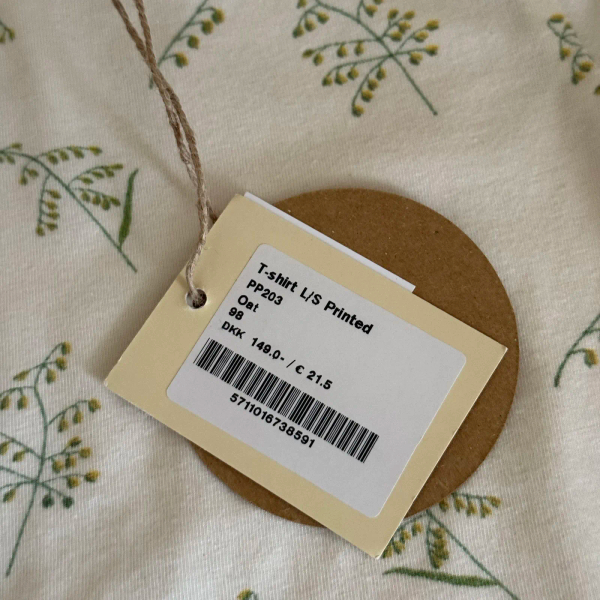 T-shirt L/S Printed
PP203
Oat
98
DKK 149.0- / € 21.5
5711016738591